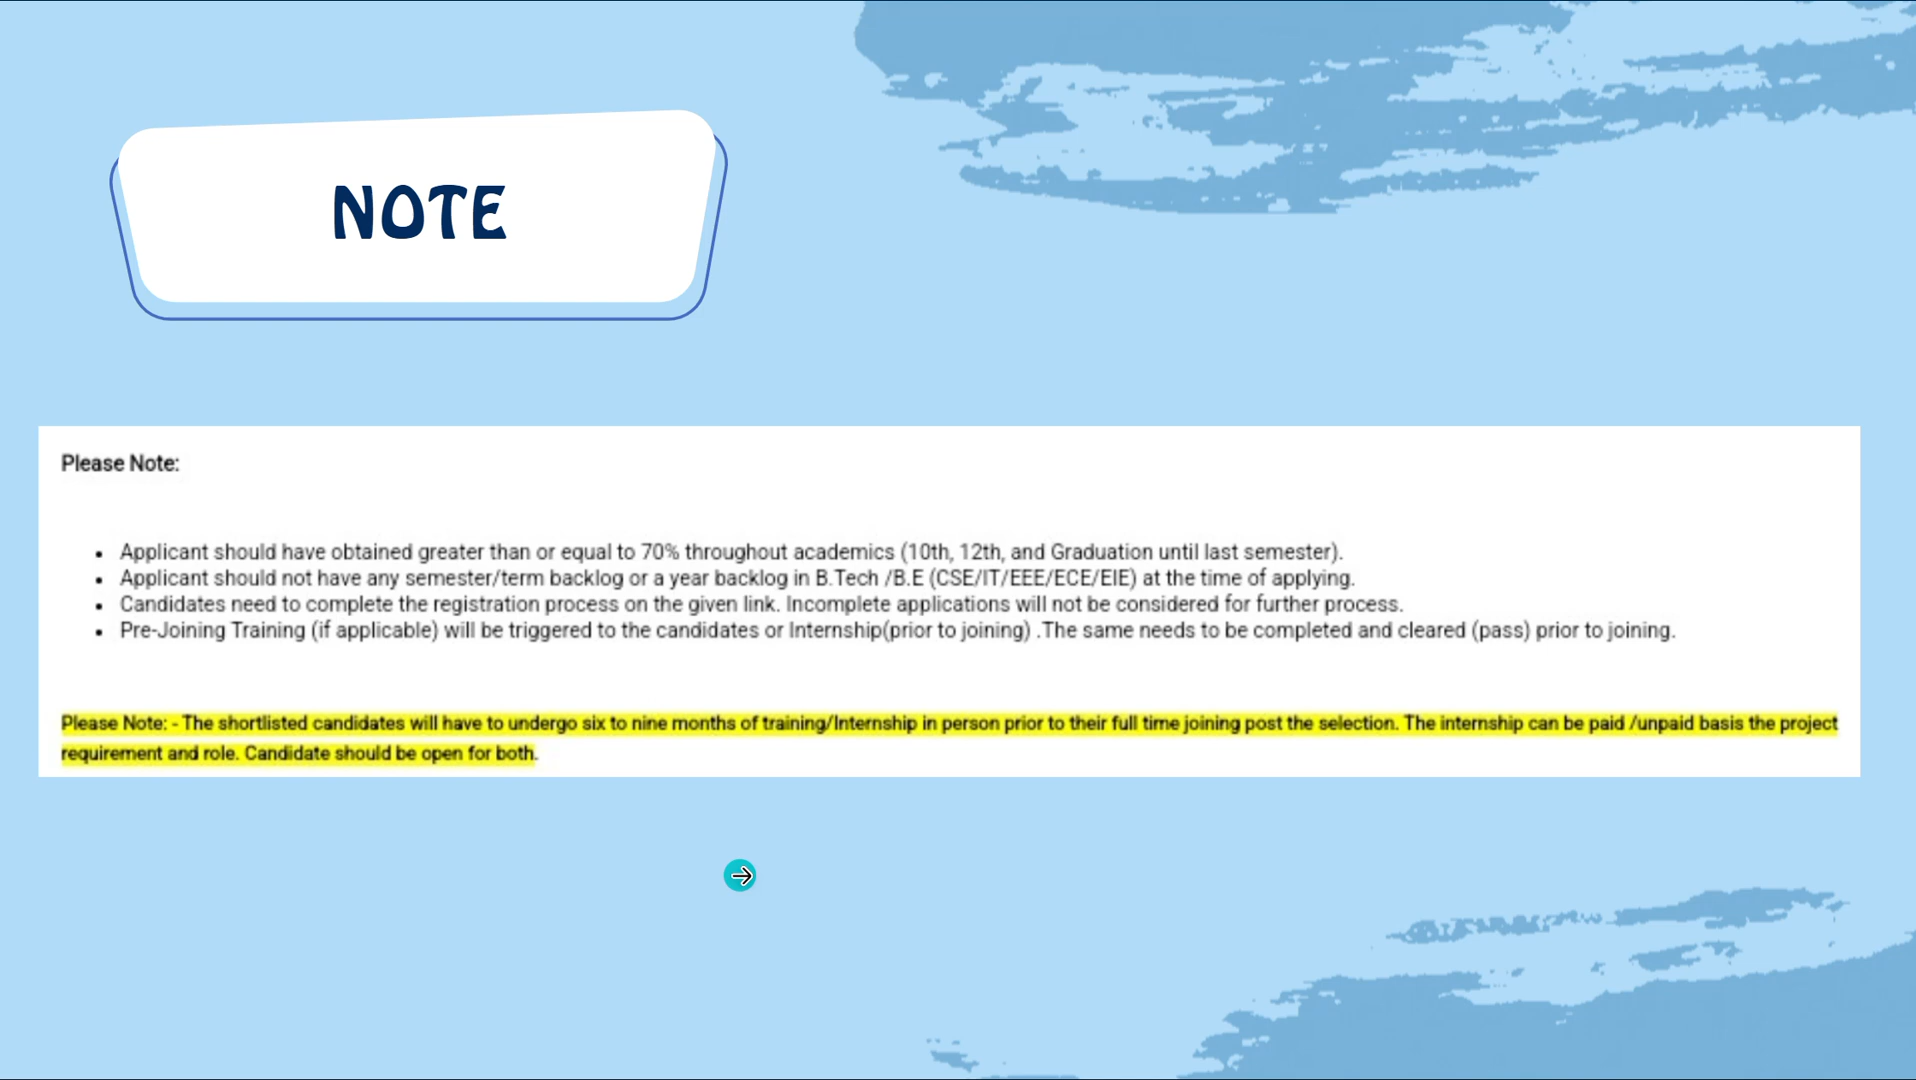 NOTE
Please Note:
• Applicant should have obtained greater than or equal to 70% throughout academics (10th, 12th, and Graduation until last semester).
• Applicant should not have any semester/term backlog or a year backlog in B.Tech /B.E (CSE/IT/EEE/ECE/EIE) at the time of applying.
• Candidates need to complete the registration process on the given link. Incomplete applications will not be considered for further process.
• Pre-Joining Training (if applicable) will be triggered to the candidates or Internship(prior to joining) .The same needs to be completed and cleared (pass) prior to joining.
Please Note: - The shortlisted candidates will have to undergo six to nine months of training/Internship in person prior to their full time joining post the selection. The internship can be paid /unpaid basis the project
requirement and role. Candidate should be open for both.